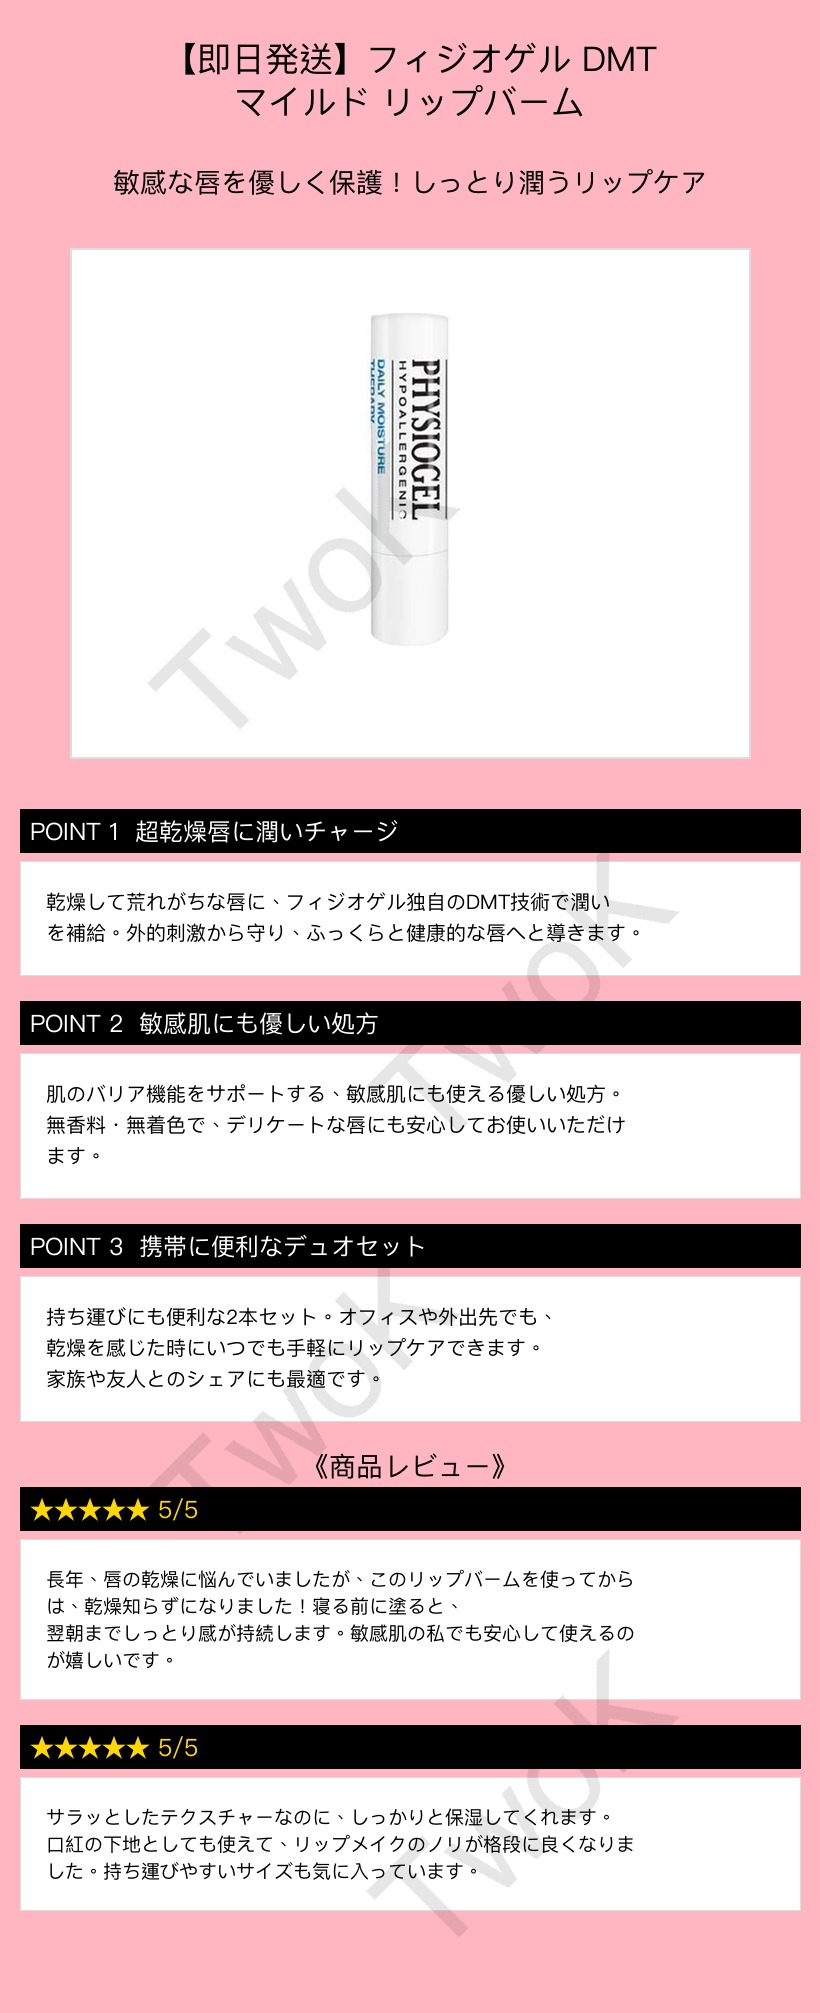 【即日発送】フィジオゲル DMT
マイルド リップバーム
敏感な唇を優しく保護！しっとり潤うリップケア
PHYSIOGEL
HYPOALLERGENIC
DAILY MOISTURE
THERAPY
TwoK
POINT 1 超乾燥唇に潤いチャージ
乾燥して荒れがちな唇に、フィジオゲル独自のDMT技術で潤い
を補給。外的刺激から守り、ふっくらと健康的な唇へと導きます。
TwoK
POINT 2 敏感肌にも優しい処方
肌のバリア機能をサポートする、敏感肌にも使える優しい処方。
無香料・無着色で、デリケートな唇にも安心してお使いいただけ
ます。
POINT 3 携帯に便利なデュオセット
持ち運びにも便利な2本セット。オフィスや外出先でも、
乾燥を感じた時にいつでも手軽にリップケアできます。
家族や友人とのシェアにも最適です。
TwoK
《商品レビュー》
★★★★★ 5/5
長年、唇の乾燥に悩んでいましたが、このリップバームを使ってから
は、乾燥知らずになりました！寝る前に塗ると、
翌朝までしっとり感が持続します。敏感肌の私でも安心して使えるの
が嬉しいです。
★★★★★ 5/5
サラッとしたテクスチャーなのに、しっかりと保湿してくれます。
口紅の下地としても使えて、リップメイクのノリが格段に良くなりま
した。持ち運びやすいサイズも気に入っています。
TwoK